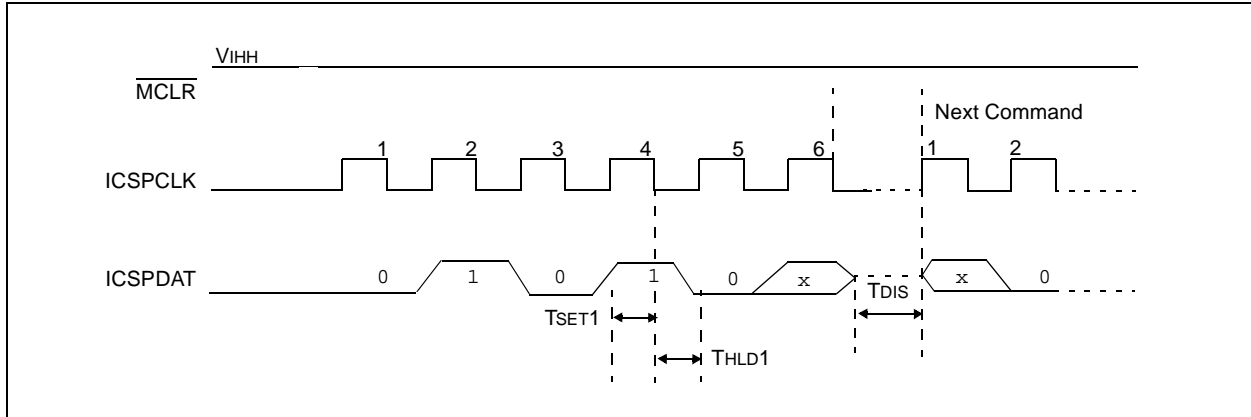 VIHH
MCLR
Next Command
1 2 3 4 5 6 1 2
ICSPCLK
ICSPDAT 0 1 0 1 0 x x 0
TDIS
TSET1
THLD1